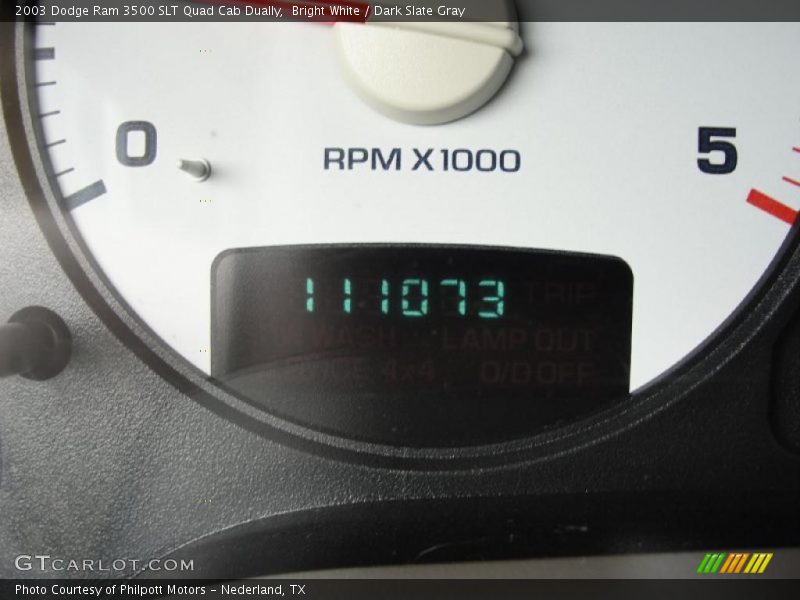 2003 Dodge Ram 3500 SLT Quad Cab Dually,  Bright White / Dark Slate Gray
0
RPM X1000
5
111073 TRIP
WASH LAMP OUT
4x4 O/D OFF
GTCARLOT.COM
Photo Courtesy of Philpott Motors – Nederland, TX